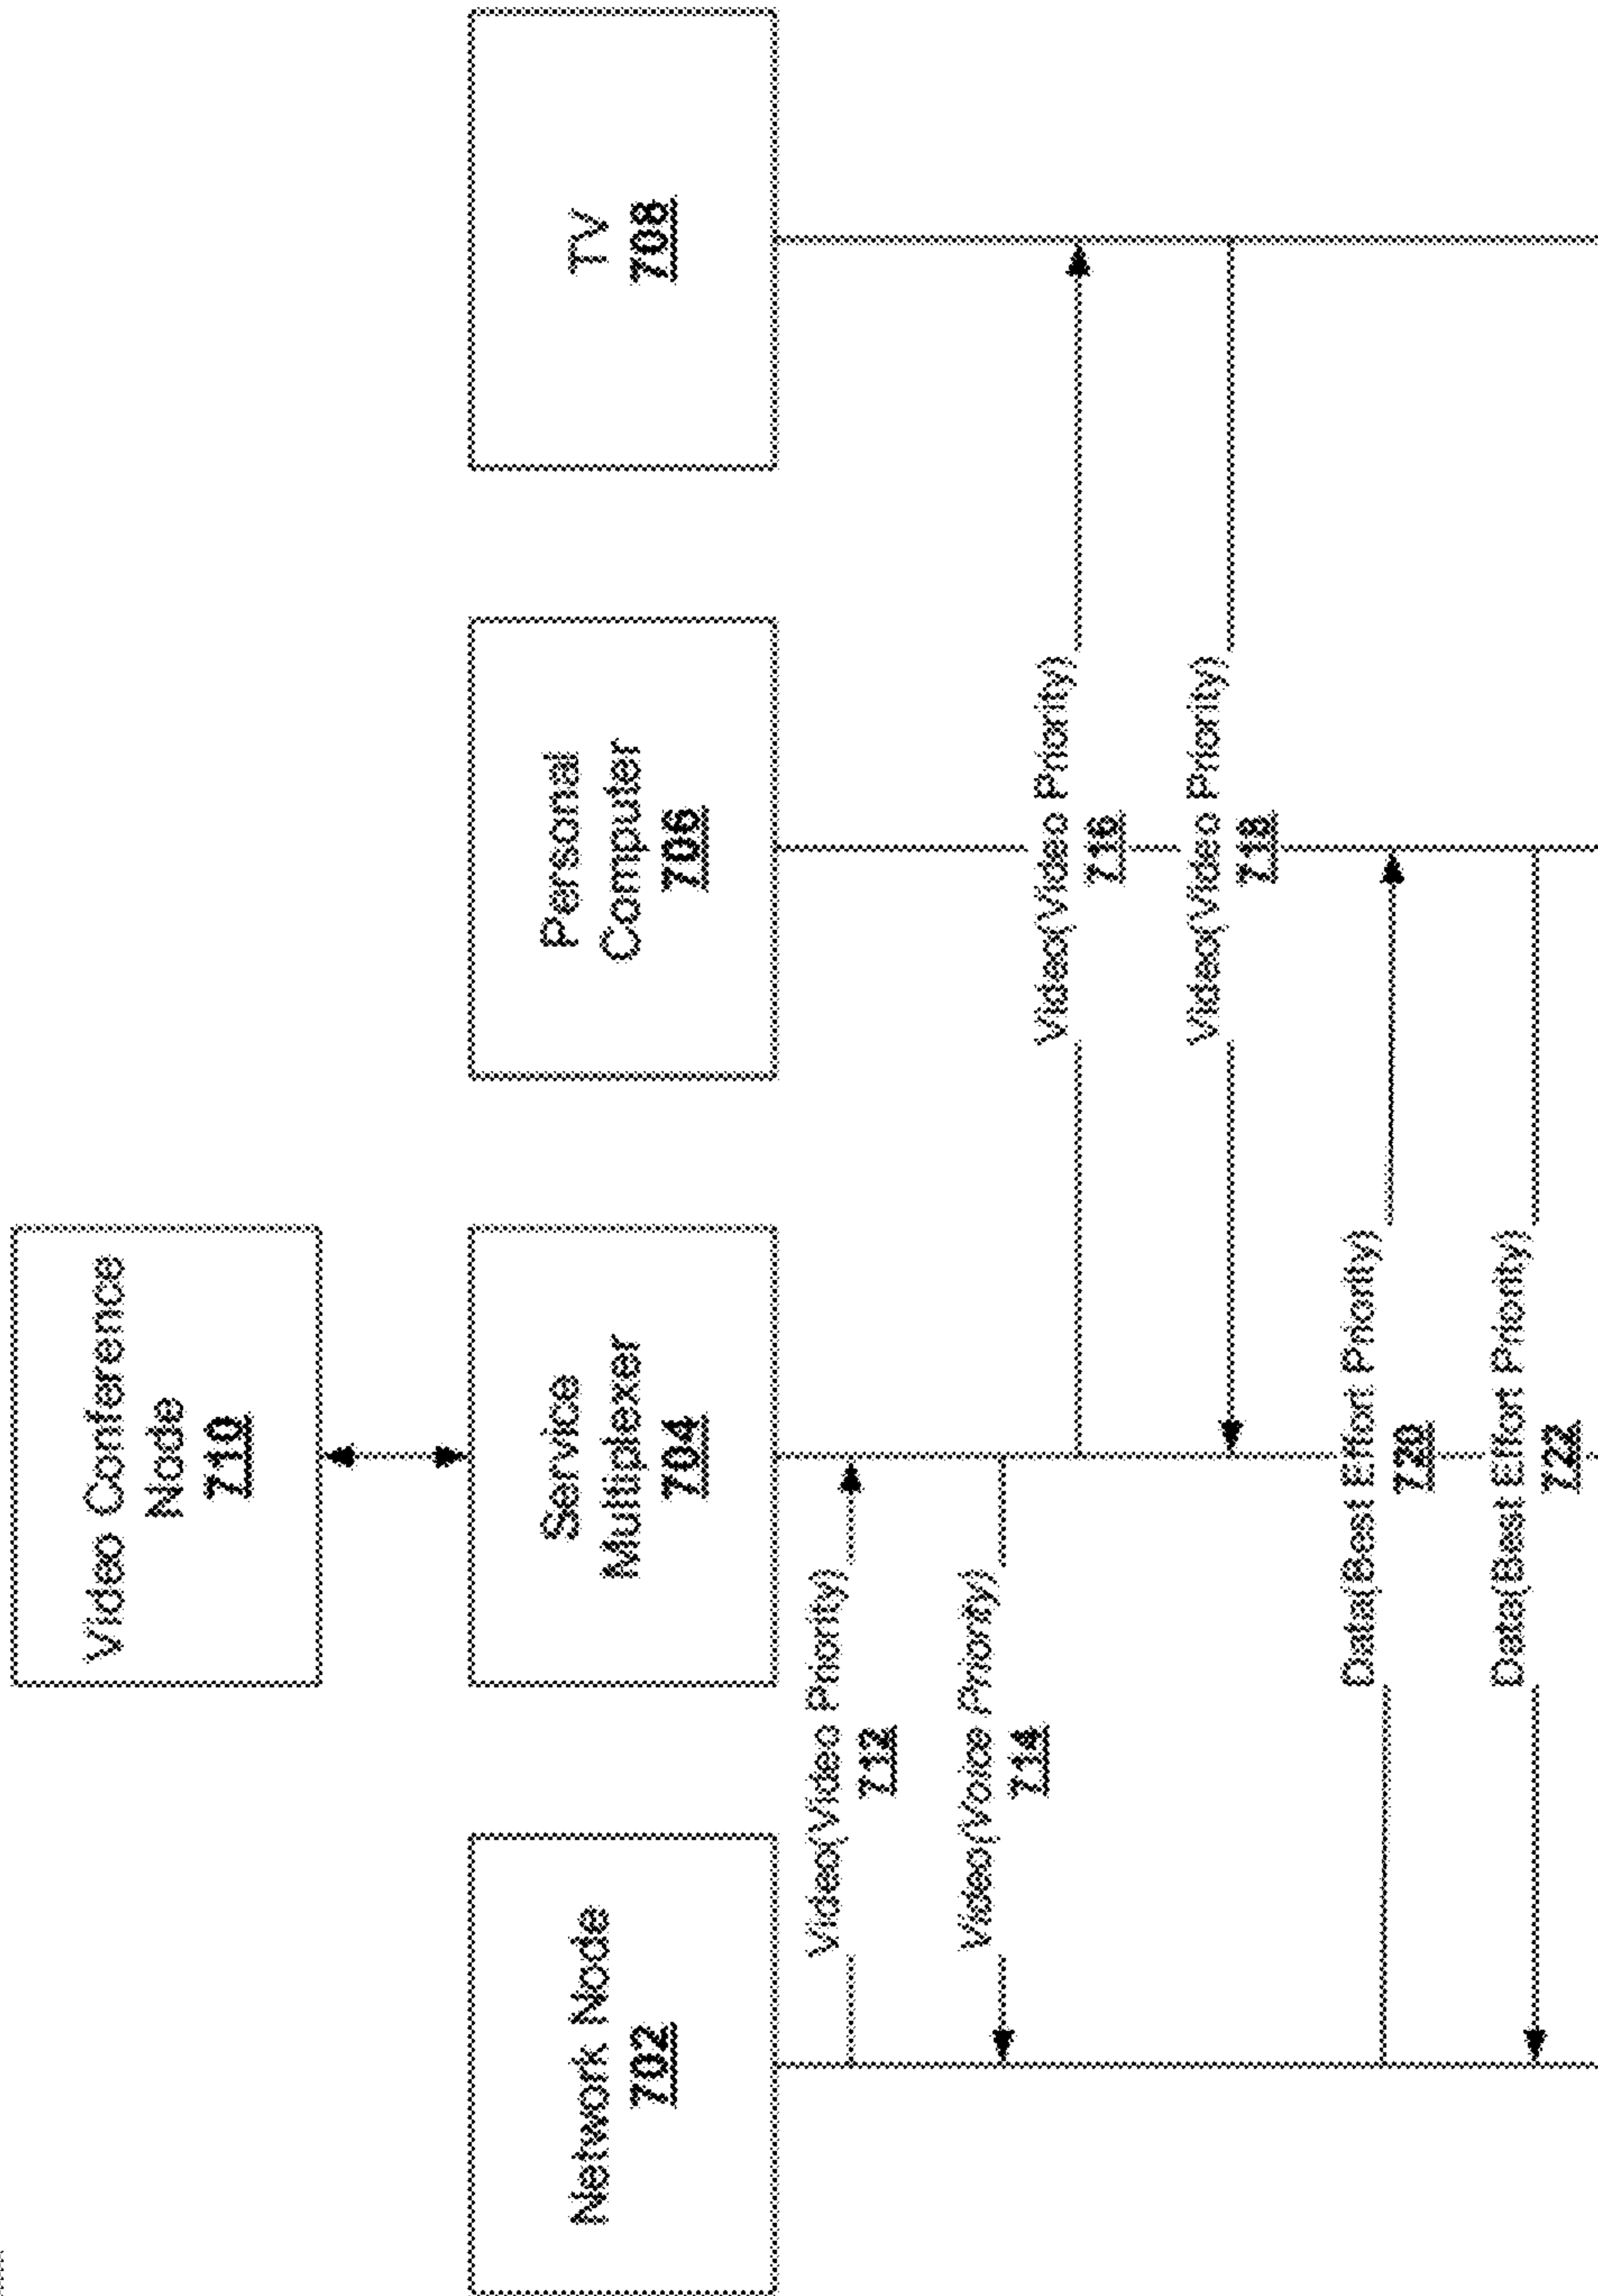 Video Conference
Node
710
Network Node
702
Service
Multiplexer
704
Personal
Computer
706
TV
708
Video(Video Priority)
712
Video(Voice Priority)
714
Video(Video Priority)
716
Video(Video Priority)
718
Data(Best Effort Priority)
720
Data(Best Effort Priority)
722